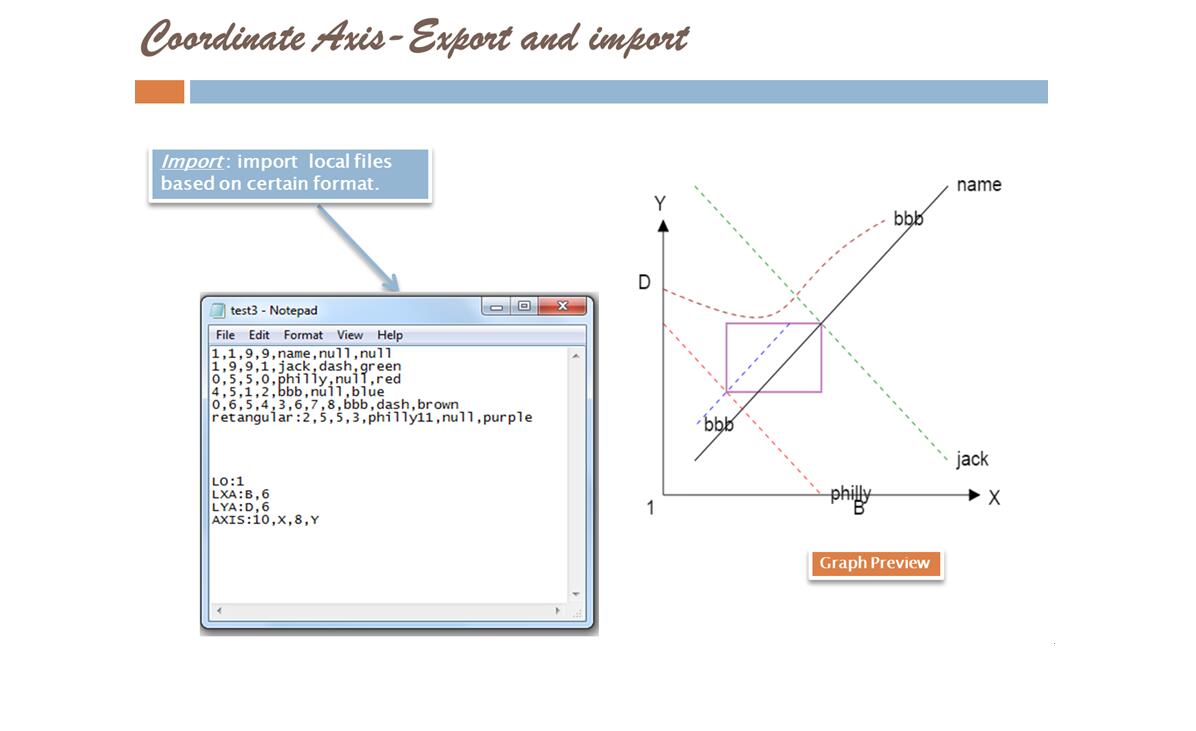 Coordinate Axis-Export and import
Import: import local files
based on certain format.
test3 - Notepad
File Edit Format View Help
1,1,9,9,name,null,null
1,9,9,1,jack,dash,green
0,5,5,0,philly,null,red
4,5,1,2,bbb,null,blue
0,6,5,4,3,6,7,8,bbb,dash,brown
retangular:2,5,5,3,philly11,null,purple
LO:1
LXA:B,6
LYA:D,6
AXIS:10,X,8,Y
name
Y
bbb
D
bbb
jack
philly
X
1
B
Graph Preview